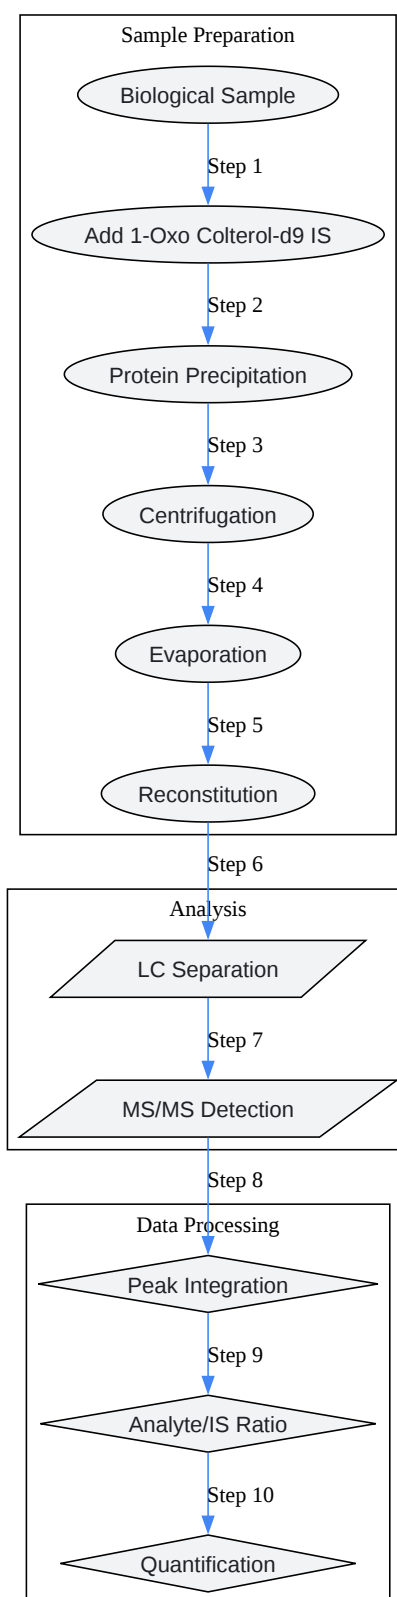 Sample Preparation
Biological Sample
Step 1
Add 1-Oxo Colterol-d9 IS
Step 2
Protein Precipitation
Step 3
Centrifugation
Step 4
Evaporation
Step 5
Reconstitution
Step 6
Analysis
LC Separation
Step 7
MS/MS Detection
Step 8
Data Processing
Peak Integration
Step 9
Analyte/IS Ratio
Step 10
Quantification